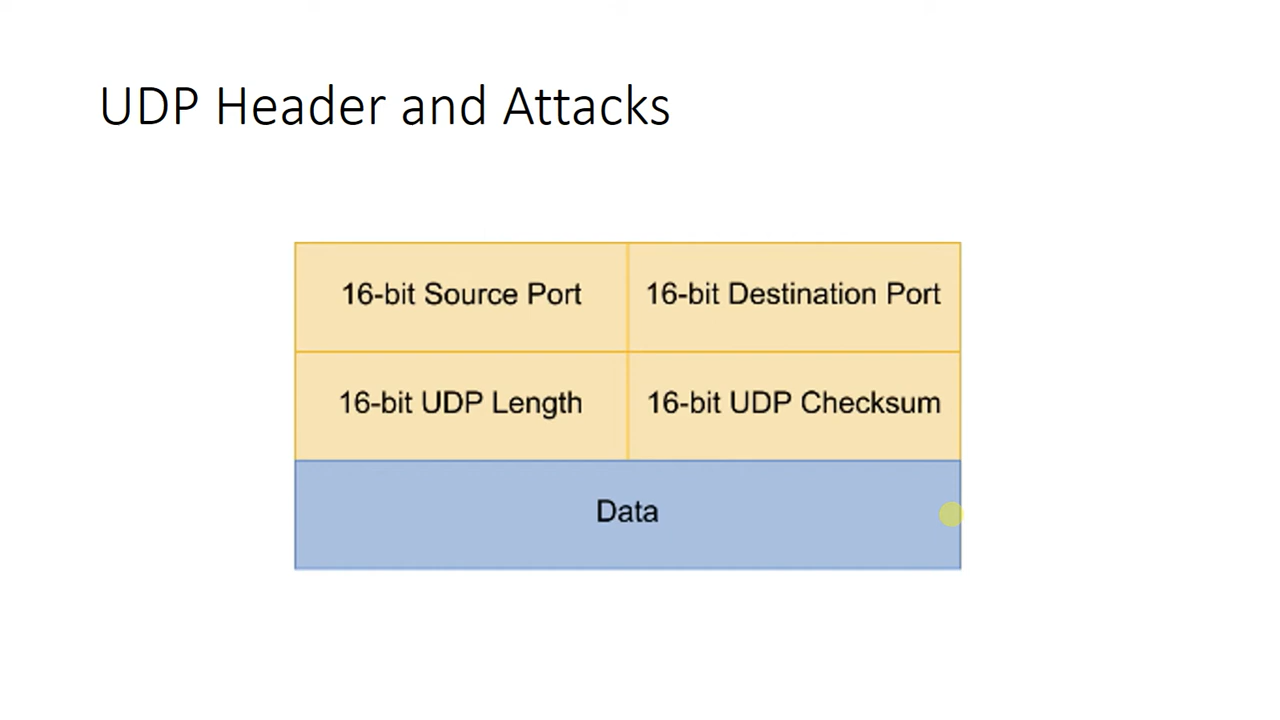 UDP Header and Attacks
16-bit Source Port
16-bit Destination Port
16-bit UDP Length
16-bit UDP Checksum
Data